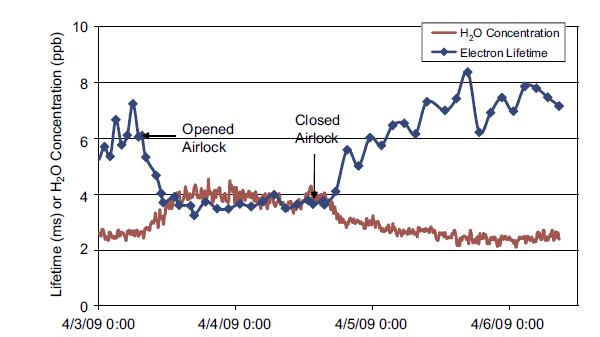 10
8
6
4
2
0
Lifetime (ms) or H₂O Concentration (ppb)
H₂O Concentration
Electron Lifetime
Opened
Airlock
Closed
Airlock
4/3/09 0:00
4/4/09 0:00
4/5/09 0:00
4/6/09 0:00